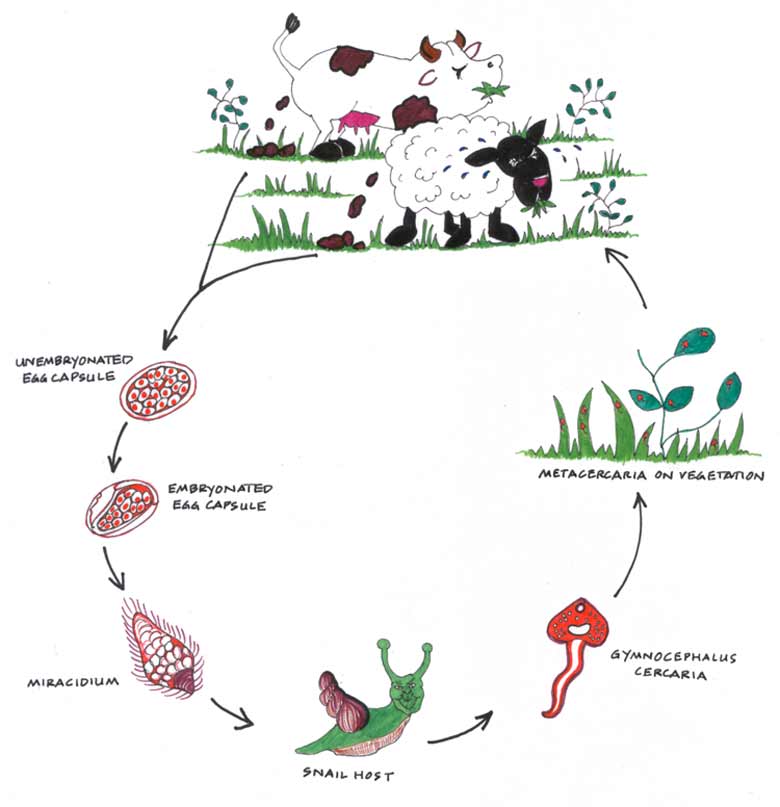 UNEMBRYONATED
EGG CAPSULE
EMBRYONATED
EGG CAPSULE
MIRACIDIUM
SNAIL HOST
GYMNOCEPHALUS
CERCARIA
METACERCARIA ON VEGETATION